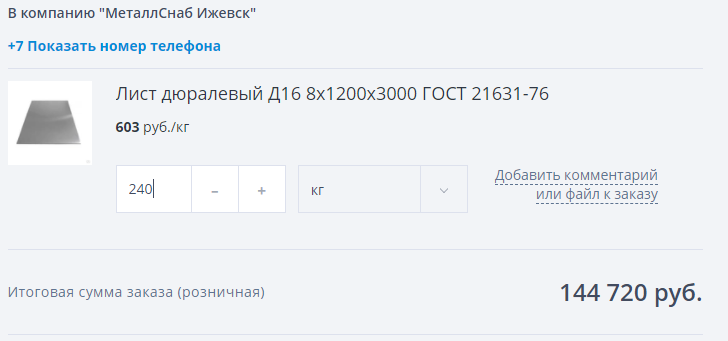 В компанию "МеталлСнаб Ижевск"
+7 Показать номер телефона
Лист дюралевый Д16 8х1200х3000 ГОСТ 21631-76
603 руб./кг
240 – + кг
Добавить комментарий
или файл к заказу
Итоговая сумма заказа (розничная) 144 720 руб.